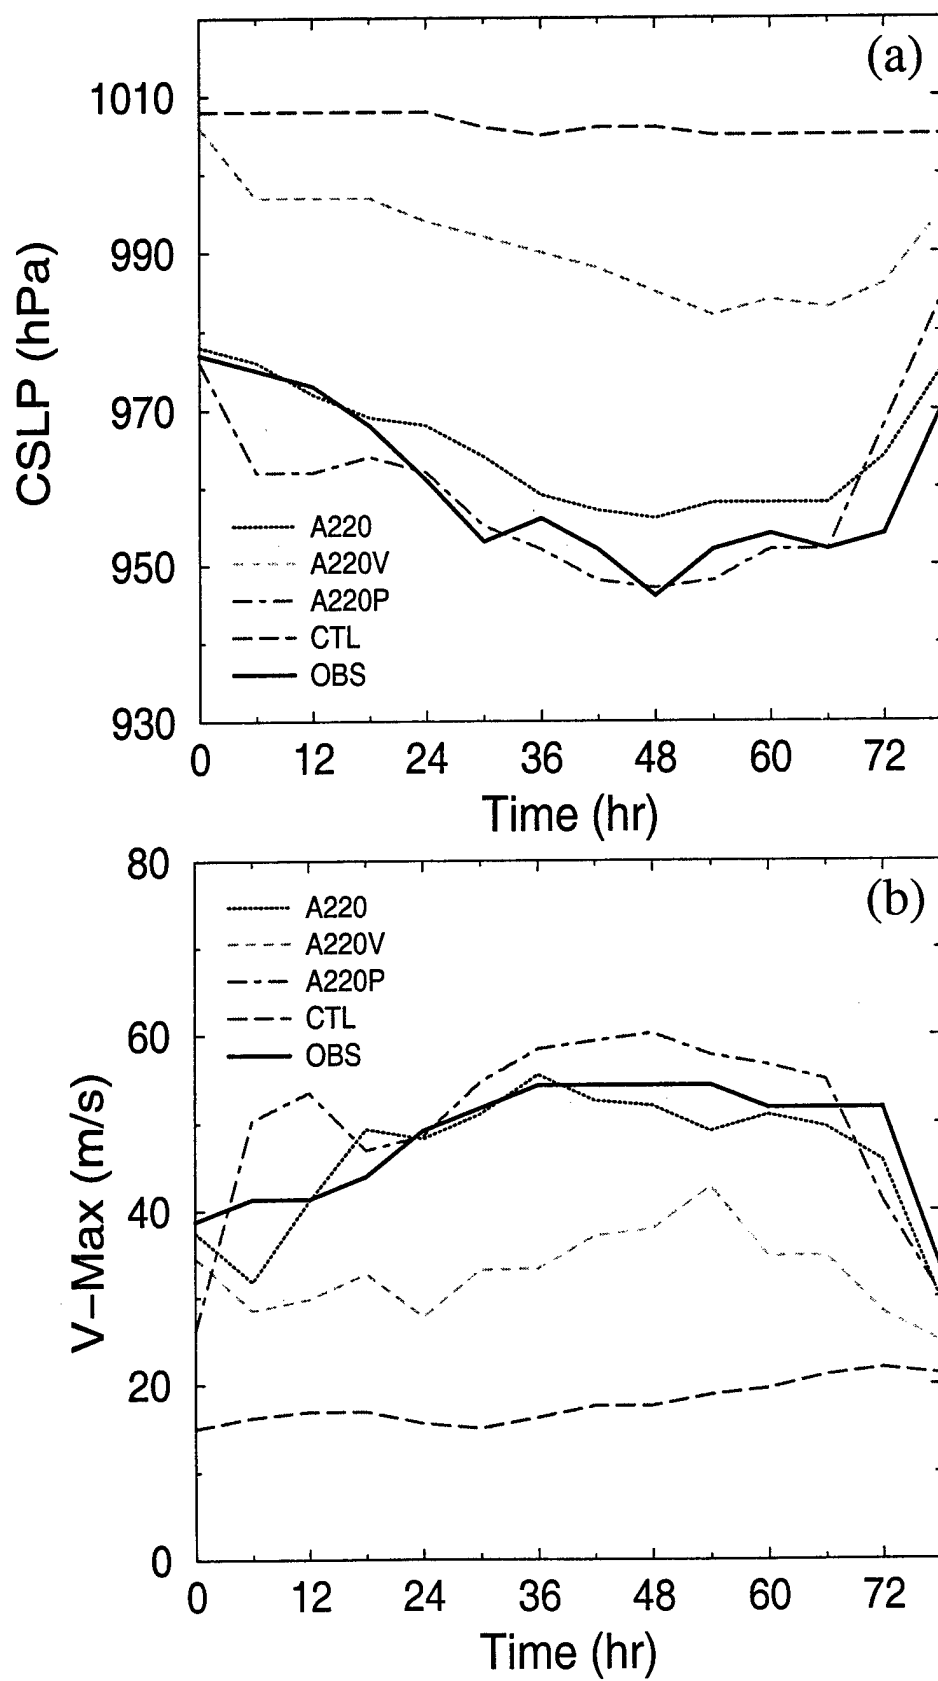 (a)
1010
990
970
950
930
CSLP (hPa)
A220
A220V
A220P
CTL
OBS
0 12 24 36 48 60 72
Time (hr)
(b)
80
60
40
20
0
V-Max (m/s)
A220
A220V
A220P
CTL
OBS
0 12 24 36 48 60 72
Time (hr)